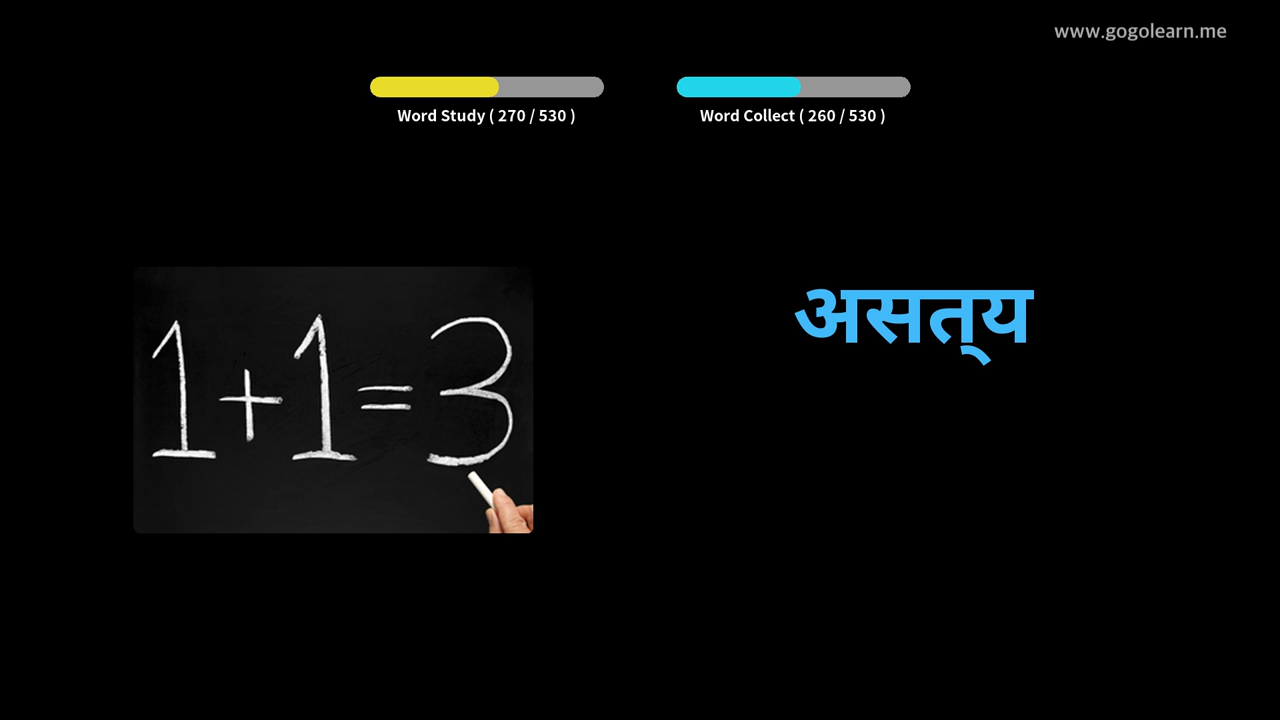 www.gogolearn.me
Word Study ( 270 / 530 )
Word Collect ( 260 / 530 )
असत्‌य
1+1=3